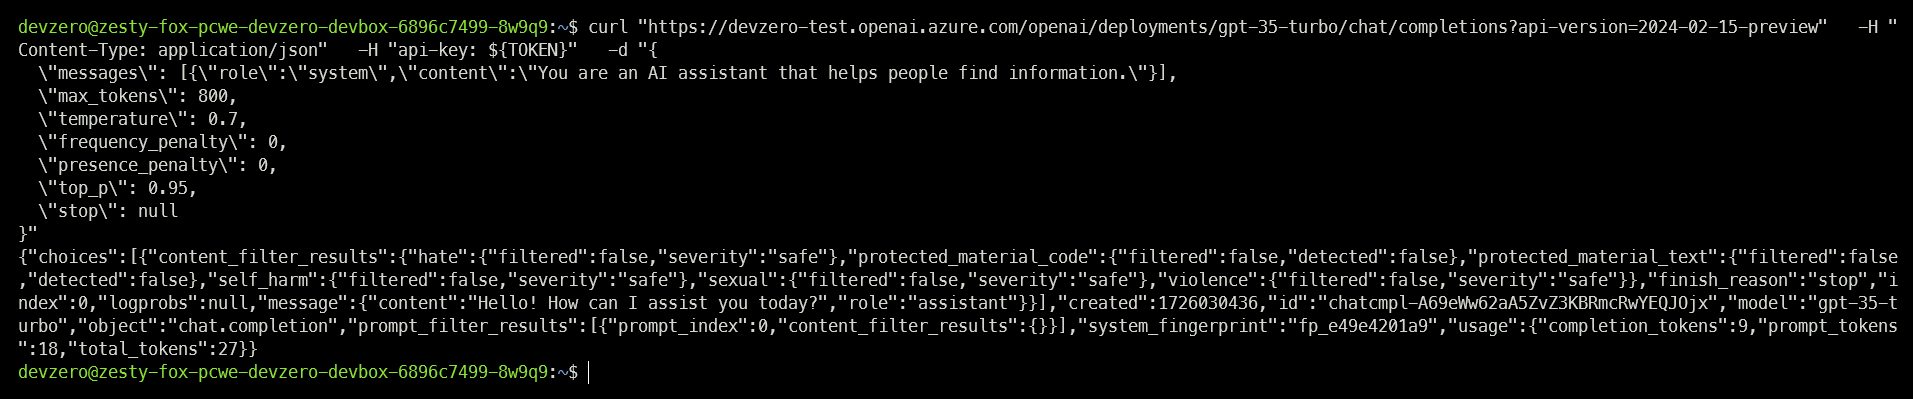 devzero@zesty-fox-pcwe-devzero-devbox-6896c7499-8w9q9:~$ curl "https://devzero-test.openai.azure.com/openai/deployments/gpt-35-turbo/chat/completions?api-version=2024-02-15-preview"   -H "
Content-Type: application/json"   -H "api-key: ${TOKEN}"   -d "{
  \"messages\": [{\"role\":\"system\",\"content\":\"You are an AI assistant that helps people find information.\"}],
  \"max_tokens\": 800,
  \"temperature\": 0.7,
  \"frequency_penalty\": 0,
  \"presence_penalty\": 0,
  \"top_p\": 0.95,
  \"stop\": null
}"
{"choices":[{"content_filter_results":{"hate":{"filtered":false,"severity":"safe"},"protected_material_code":{"filtered":false,"detected":false},"protected_material_text":{"filtered":false
,"detected":false},"self_harm":{"filtered":false,"severity":"safe"},"sexual":{"filtered":false,"severity":"safe"},"violence":{"filtered":false,"severity":"safe"}},"finish_reason":"stop","i
ndex":0,"logprobs":null,"message":{"content":"Hello! How can I assist you today?","role":"assistant"}}],"created":1726030436,"id":"chatcmpl-A69eWw62aA5ZvZ3KBRmcRwYEQJOjx","model":"gpt-35-t
urbo","object":"chat.completion","prompt_filter_results":[{"prompt_index":0,"content_filter_results":{}}],"system_fingerprint":"fp_e49e4201a9","usage":{"completion_tokens":9,"prompt_tokens
":18,"total_tokens":27}}
devzero@zesty-fox-pcwe-devzero-devbox-6896c7499-8w9q9:~$